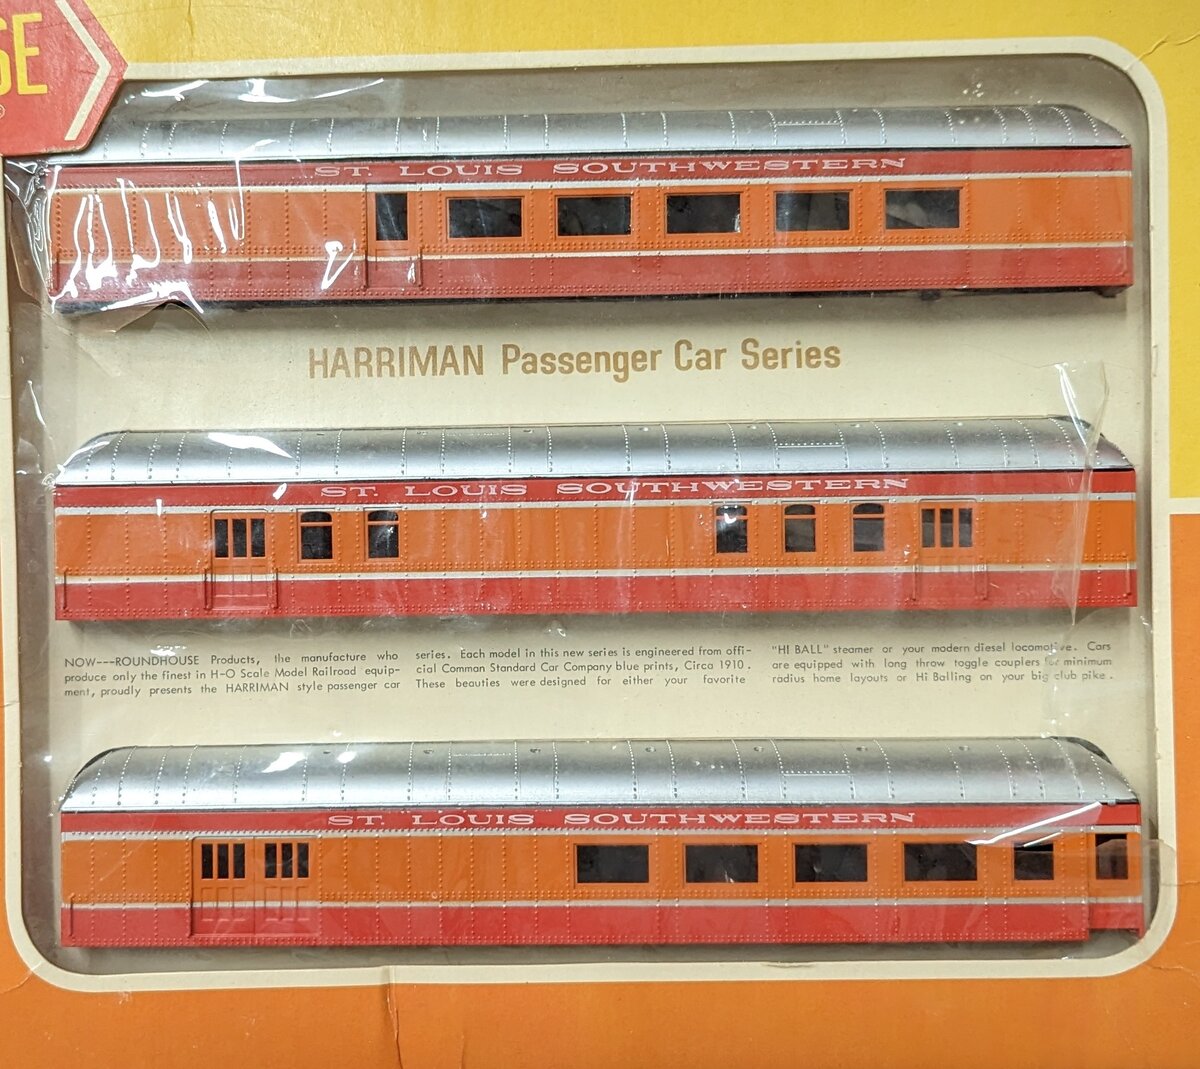 SE
ST. LOUIS SOUTHWESTERN
HARRIMAN Passenger Car Series
ST. LOUIS SOUTHWESTERN
NOW---ROUNDHOUSE Products, the manufacture who
produce only the finest in H-O Scale Model Railroad equip-
ment, proudly presents the HARRIMAN style passenger car
series. Each model in this new series is engineered from offi-
cial Comman Standard Car Company blue prints, Circa 1910.
These beauties were designed for either your favorite
"HI BALL" steamer or your modern diesel locomotive. Cars
are equipped with long throw toggle couplers for minimum
radius home layouts or Hi Balling on your big club pike.
ST. LOUIS SOUTHWESTERN